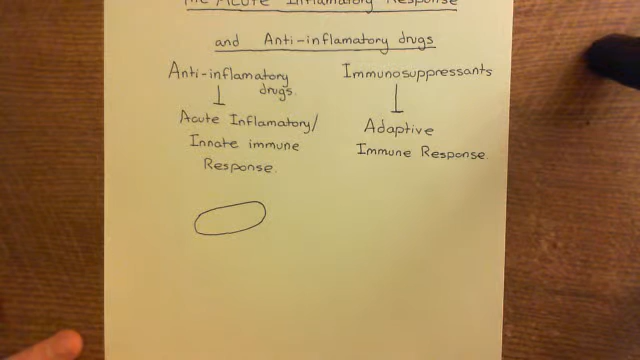 The Acute Inflamatory Response
and Anti-inflamatory drugs
Anti-inflamatory
drugs.
Acute Inflamatory/
Innate immune
Response.
Immunosuppressants
Adaptive
Immune Response.